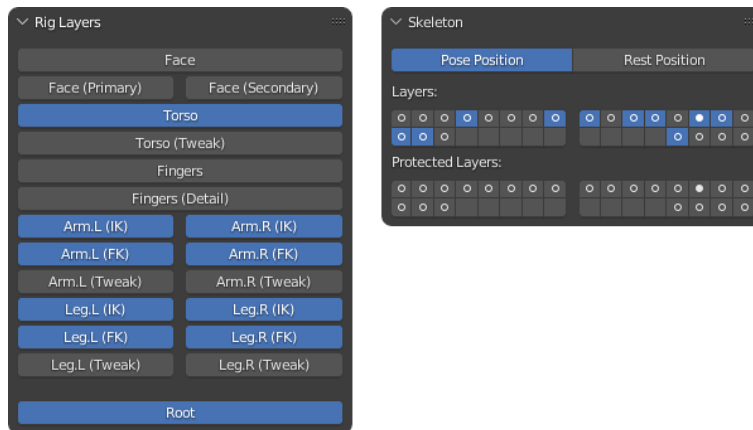 Rig Layers
Face
Face (Primary) Face (Secondary)
Torso
Torso (Tweak)
Fingers
Fingers (Detail)
Arm.L (IK) Arm.R (IK)
Arm.L (FK) Arm.R (FK)
Arm.L (Tweak) Arm.R (Tweak)
Leg.L (IK) Leg.R (IK)
Leg.L (FK) Leg.R (FK)
Leg.L (Tweak) Leg.R (Tweak)
Root
Skeleton
Pose Position Rest Position
Layers:
Protected Layers: